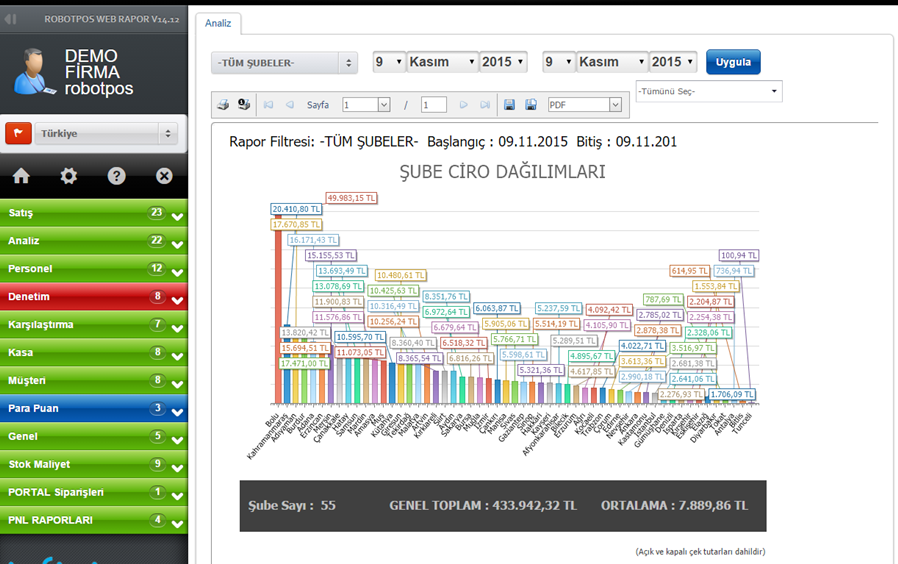 ROBOTPOS WEB RAPOR V14.12
DEMO
FİRMA
robotpos
Türkiye
Satış 23
Analiz 22
Personel 12
Denetim 8
Karşılaştırma 7
Kasa 8
Müşteri 8
Para Puan 3
Genel 5
Stok Maliyet 9
PORTAL Siparişleri 1
PNL RAPORLARI 4
Analiz
-TÜM ŞUBELER- 9 Kasım 2015 9 Kasım 2015 Uygula
Sayfa 1 / 1 PDF
-Tümünü Seç-
Rapor Filtresi: -TÜM ŞUBELER- Başlangıç : 09.11.2015 Bitiş : 09.11.201
ŞUBE CİRO DAĞILIMLARI
49.983,15 TL
20.410,80 TL
17.670,85 TL
16.171,43 TL
15.155,53 TL
13.693,49 TL
13.078,69 TL
11.900,83 TL
11.576,86 TL
13.820,42 TL
15.694,51 TL
17.471,00 TL
10.595,70 TL
11.073,05 TL
10.480,61 TL
10.425,63 TL
10.316,49 TL
10.256,24 TL
8.360,40 TL
8.365,54 TL
8.351,76 TL
6.972,64 TL
6.679,64 TL
6.518,32 TL
6.816,26 TL
6.063,87 TL
5.905,06 TL
5.766,71 TL
5.598,61 TL
5.321,36 TL
5.237,59 TL
5.514,19 TL
5.289,51 TL
4.895,67 TL
4.617,85 TL
4.092,42 TL
4.105,90 TL
4.022,71 TL
3.613,36 TL
2.990,18 TL
787,69 TL
2.785,02 TL
2.878,38 TL
3.516,97 TL
2.681,38 TL
2.641,06 TL
2.276,93 TL
614,95 TL
1.553,84 TL
2.204,87 TL
2.254,38 TL
2.328,06 TL
100,94 TL
736,94 TL
1.706,09 TL
Bolu
Kahramanmaraş
Adıyaman
Burdur
Adana
Erzincan
Mersin
Çanakkale
Hatay
Samsun
Mardin
Amasya
Muş
Kütahya
Giresun
Tekirdağ
Malatya
Artvin
Kırklareli
Siirt
Sakarya
Bursa
Niğde
İzmir
Çankırı
Sivas
Gaziantep
Sinop
Hakkari
Kayseri
Afyonkarahisar
Bilecik
Erzurum
Ağrı
Kocaeli
Trabzon
Çorum
Edirne
Nevşehir
Ankara
Kastamonu
İstanbul
Gümüşhane
Denizli
Isparta
Kırşehir
Eskişehir
Elazığ
Diyarbakır
Tokat
Antalya
Bitlis
Tunceli
Şube Sayı : 55 GENEL TOPLAM : 433.942,32 TL ORTALAMA : 7.889,86 TL
(Açık ve kapalı çek tutarları dahildir)